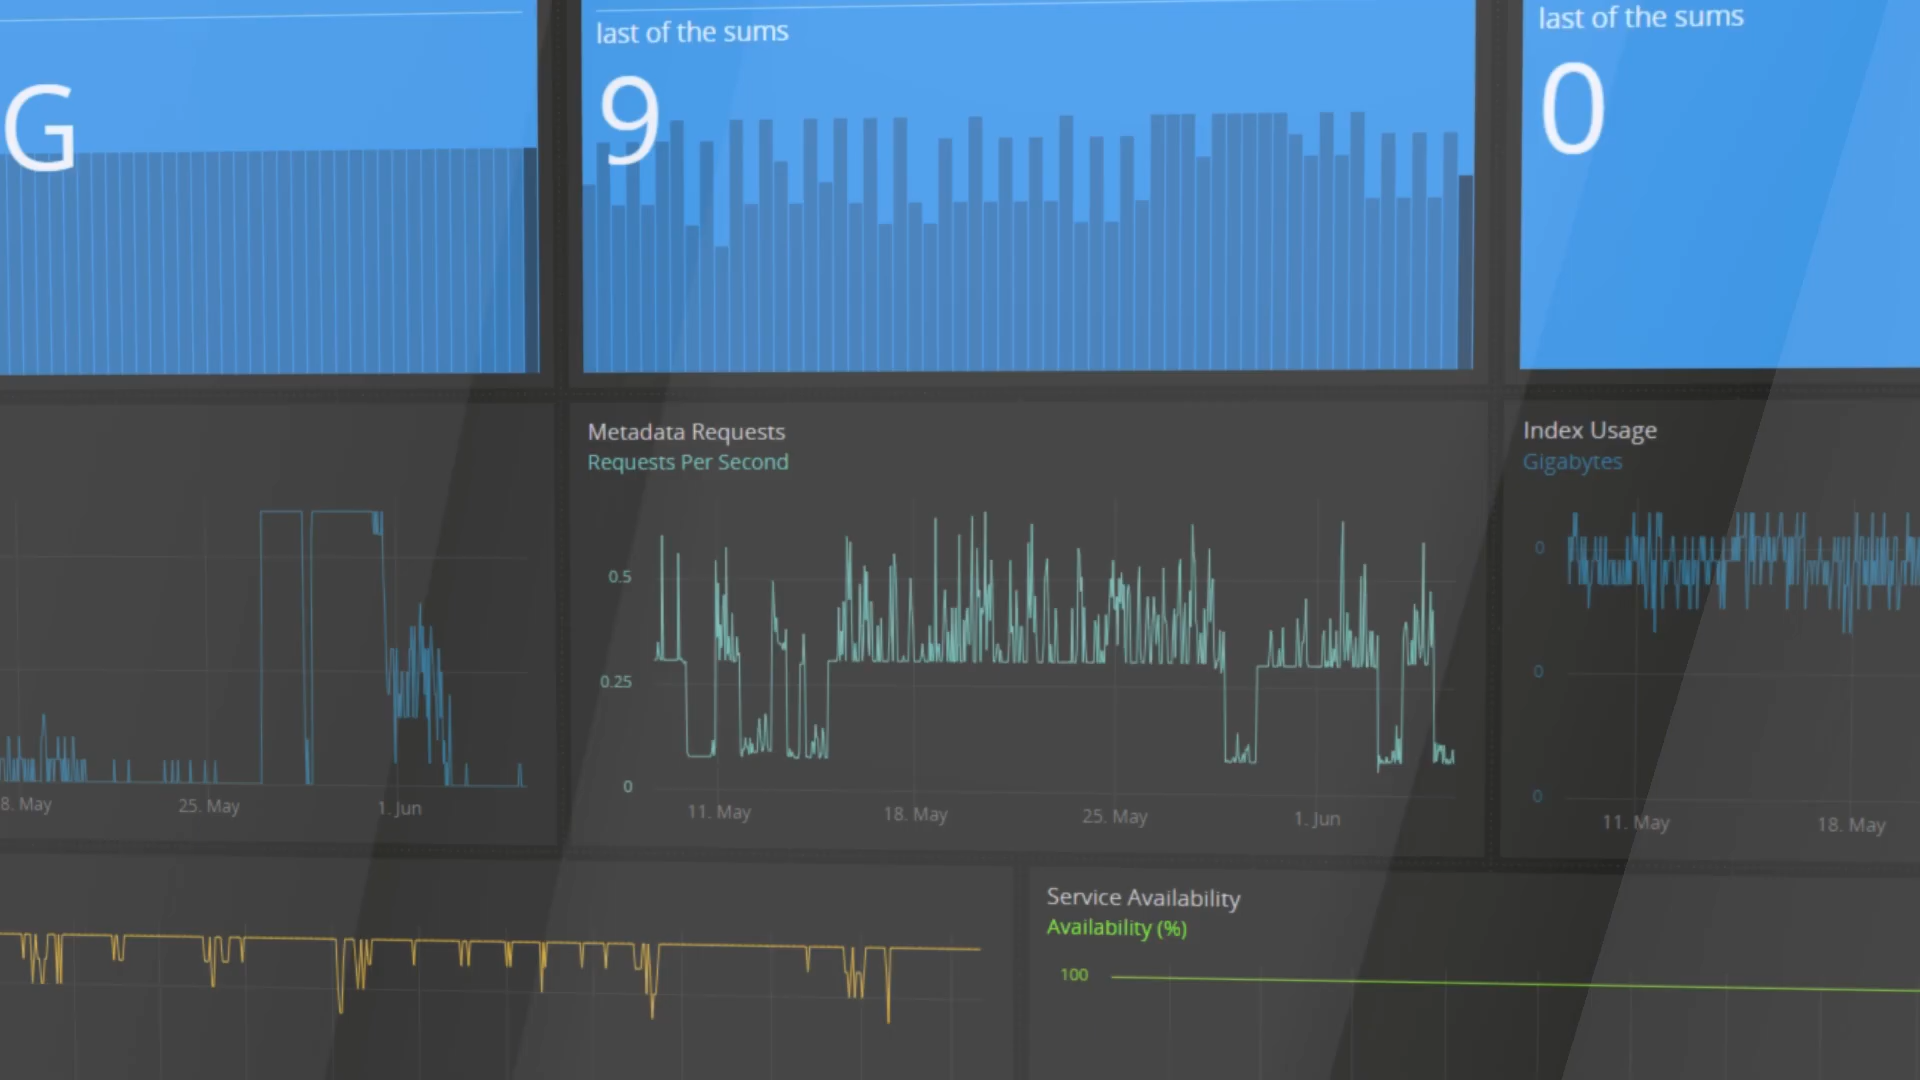 last of the sums
last of the sums
G
9
0
Metadata Requests
Requests Per Second
Index Usage
Gigabytes
0.5
0
0.25
0
0
0
8. May
25. May
1. Jun
11. May
18. May
25. May
1. Jun
11. May
18. May
Service Availability
Availability (%)
100